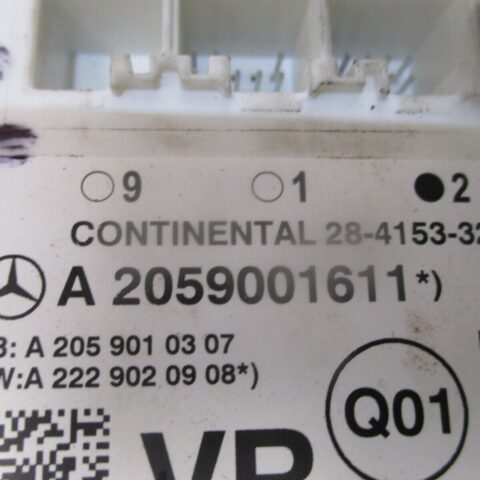 9 1 2
CONTINENTAL 28-4153-32
A 2059001611*)
B: A 205 901 03 07
W:A 222 902 09 08*)
Q01